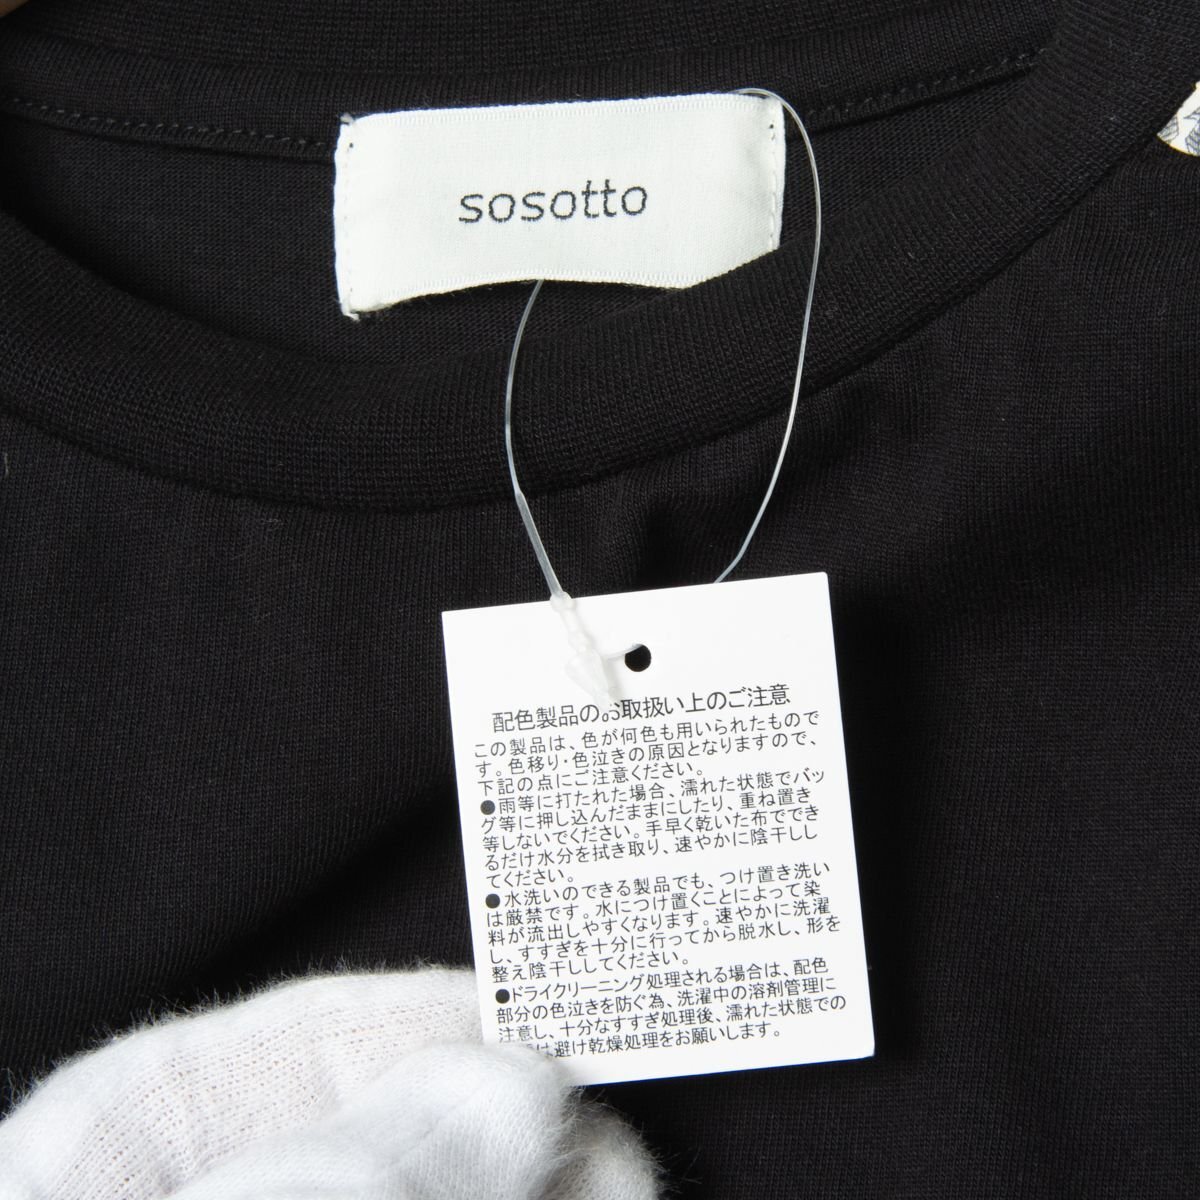 sosotto
配色製品のお取扱い上のご注意
この製品は、色が何色も用いられたもので
す。色移り・色泣きの原因となりますので、
下記の点にご注意ください。
●雨等に打たれた場合、濡れた状態でバッ
グ等に押し込んだままにしたり、重ね置き
等しないでください。手早く乾いた布ででき
るだけ水分を拭き取り、速やかに陰干しし
てください。
●水洗いのできる製品でも、つけ置き洗い
は厳禁です。水につけ置くことによって染
料が流出しやすくなります。速やかに洗濯
し、すすぎを十分に行ってから脱水し、形を
整え陰干ししてください。
●ドライクリーニング処理される場合は、配色
部分の色泣きを防ぐ為、洗濯中の溶剤管理に
注意し、十分なすすぎ処理後、濡れた状態での
は避け乾燥処理をお願いします。